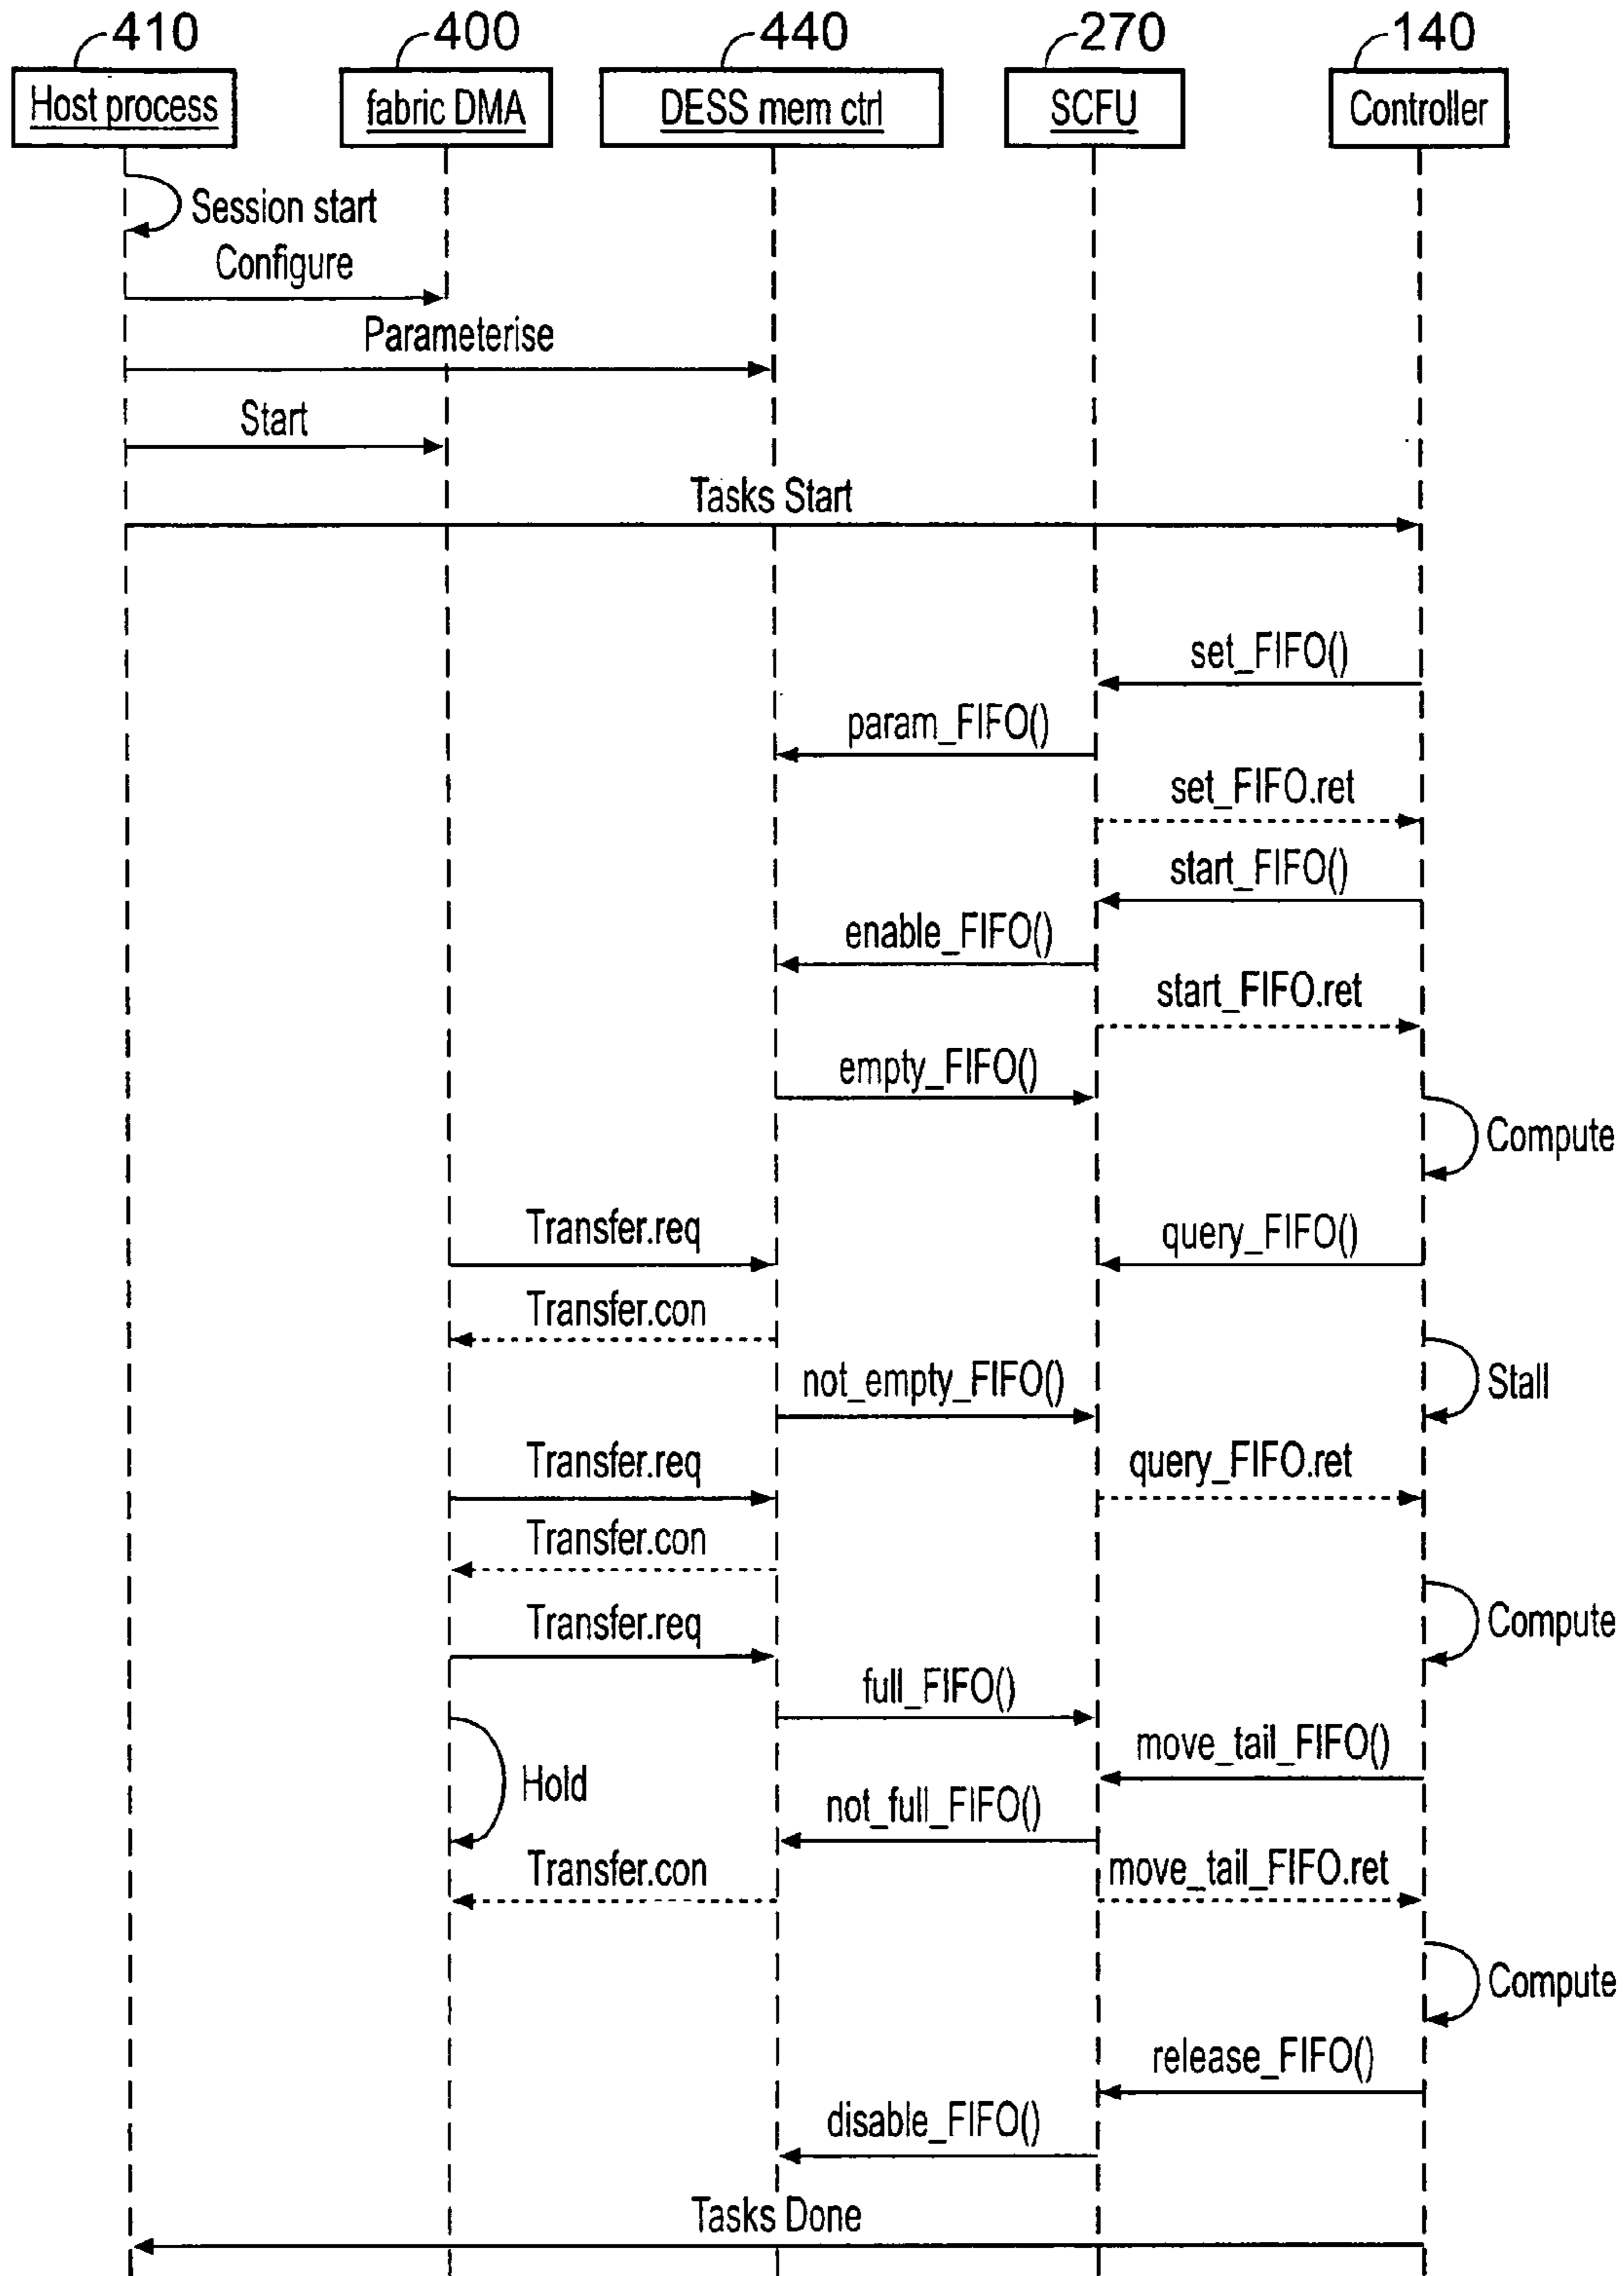 410 400 440 270 140
Host process fabric DMA DESS mem ctrl SCFU Controller
Session start
Configure
Parameterise
Start
Tasks Start
set_FIFO()
param_FIFO()
set_FIFO.ret
start_FIFO()
enable_FIFO()
start_FIFO.ret
empty_FIFO()
Compute
Transfer.req query_FIFO()
Transfer.con
Stall
not_empty_FIFO()
Transfer.req query_FIFO.ret
Transfer.con
Compute
Transfer.req
full_FIFO()
move_tail_FIFO()
Hold
not_full_FIFO()
Transfer.con move_tail_FIFO.ret
Compute
release_FIFO()
disable_FIFO()
Tasks Done